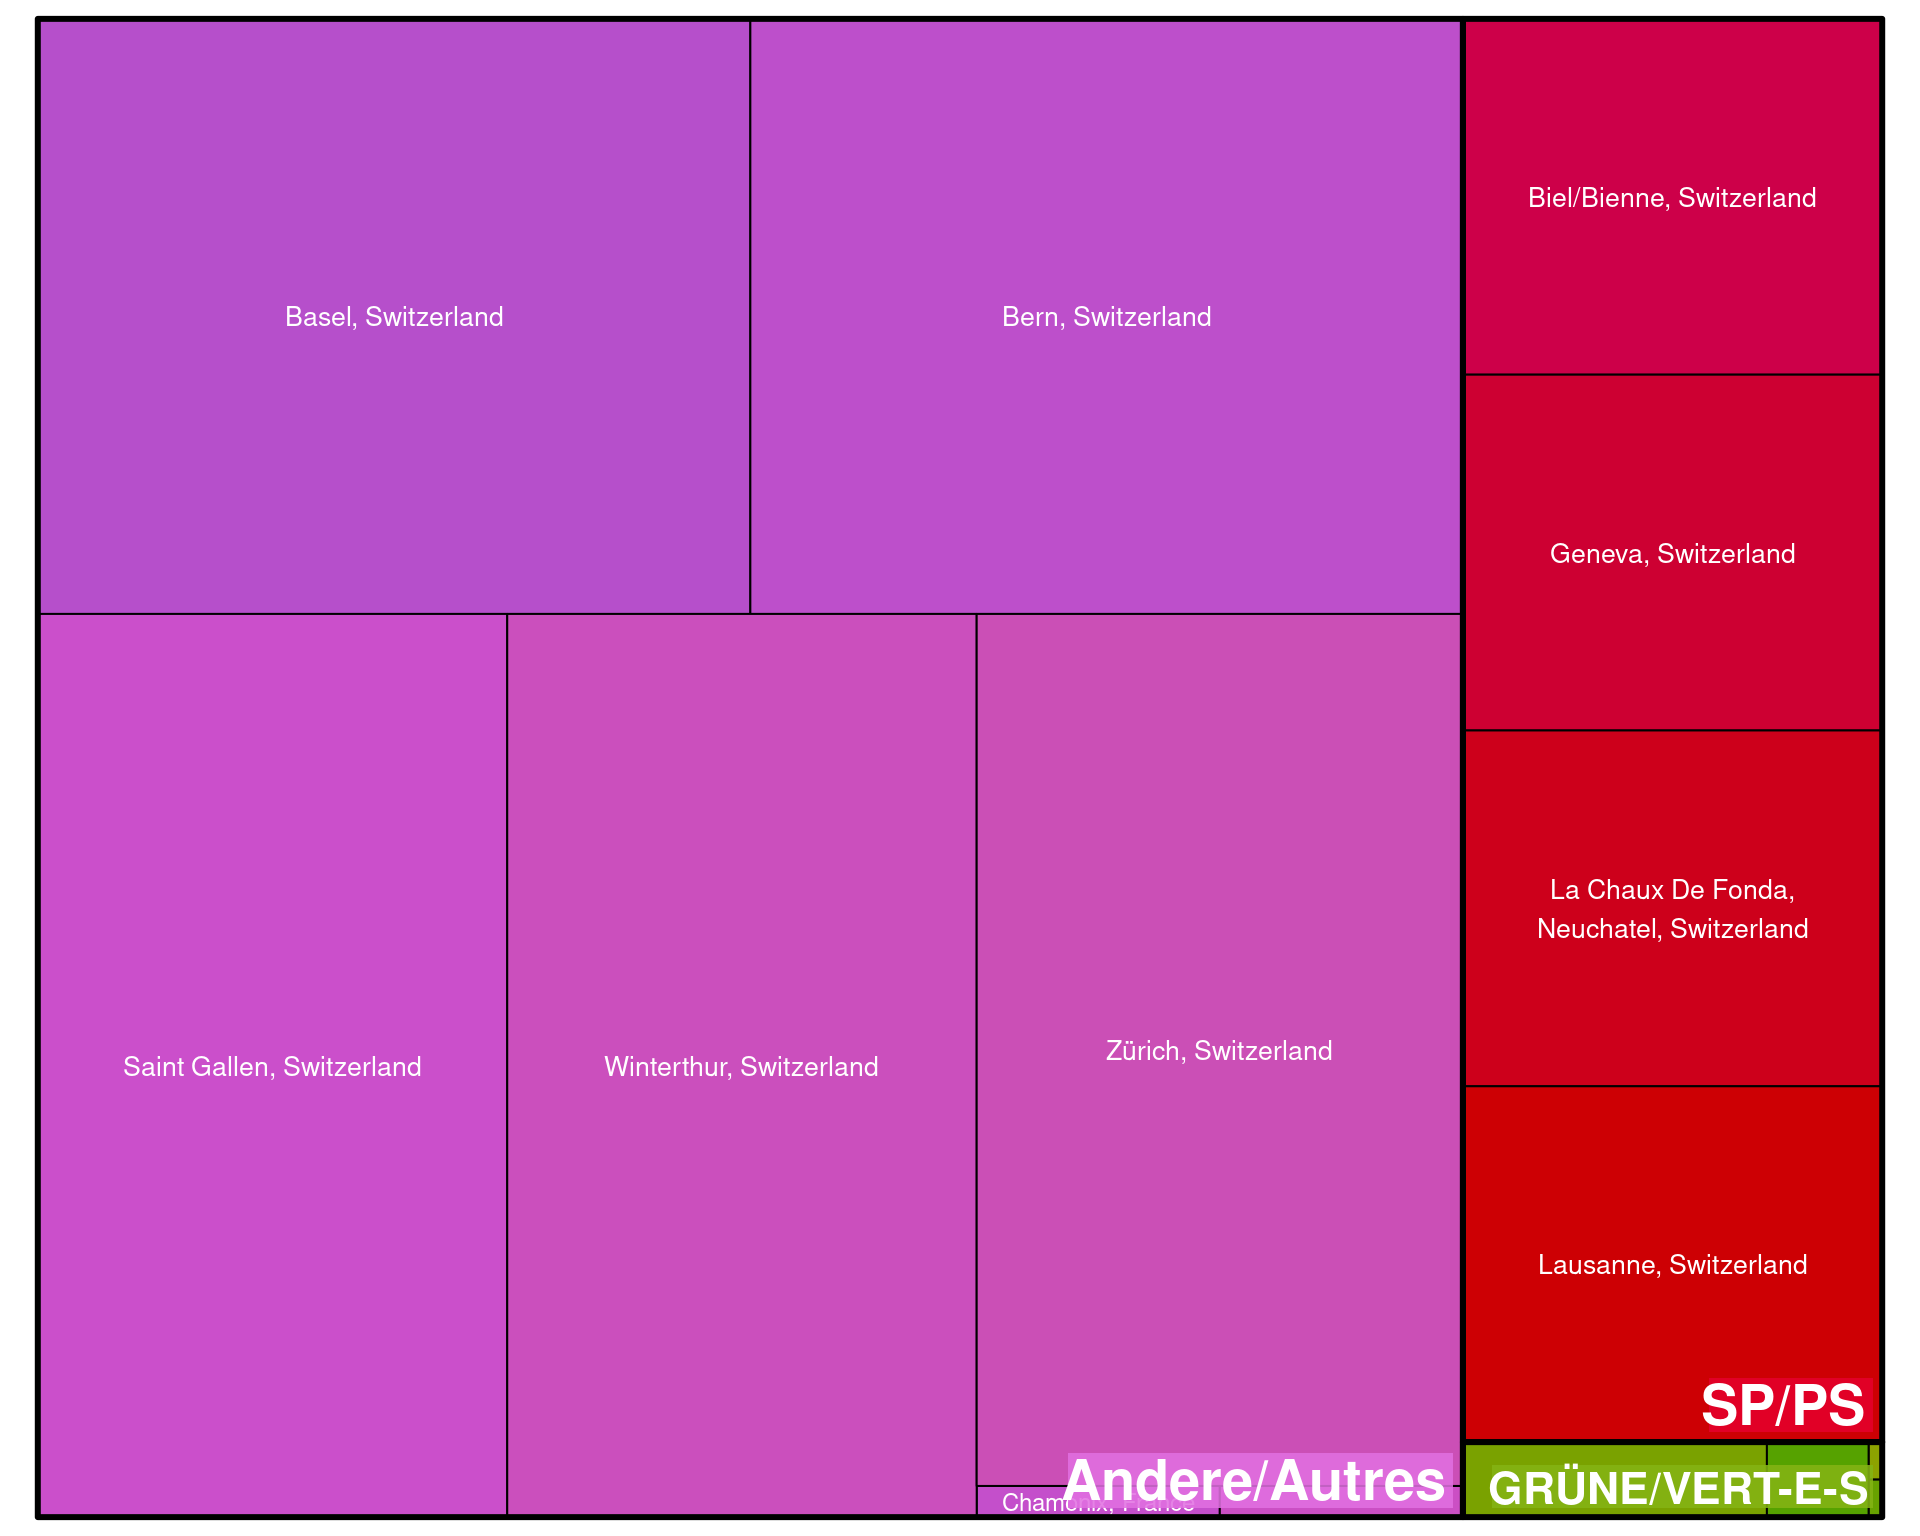 Basel, Switzerland
Bern, Switzerland
Biel/Bienne, Switzerland
Geneva, Switzerland
La Chaux De Fonda,
Neuchatel, Switzerland
Saint Gallen, Switzerland
Winterthur, Switzerland
Zürich, Switzerland
Lausanne, Switzerland
SP/PS
Andere/Autres
Chamonix, France
GRÜNE/VERT-E-S